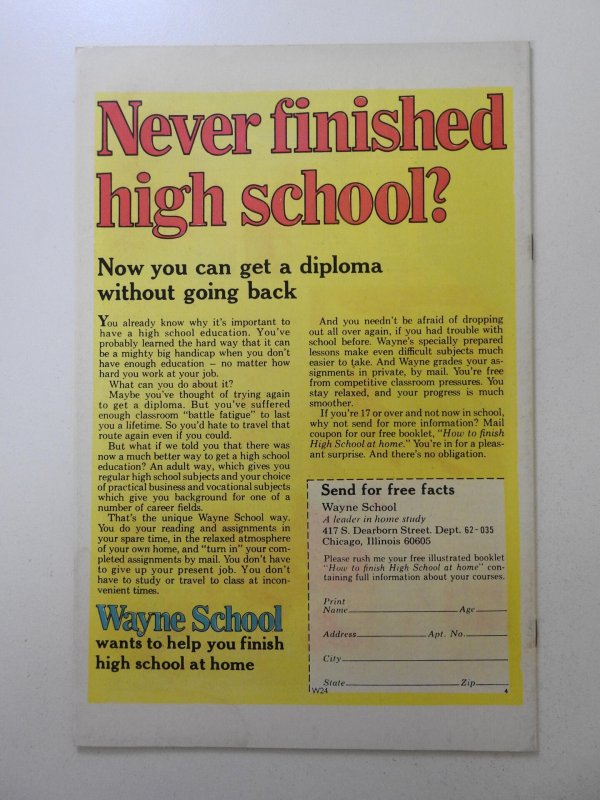 Never finished
high school?
Now you can get a diploma
without going back
You already know why it's important to
have a high school education. You've
probably learned the hard way that it can
be a mighty big handicap when you don't
have enough education – no matter how
hard you work at your job.
What can you do about it?
Maybe you've thought of trying again
to get a diploma. But you've suffered
enough classroom "battle fatigue" to last
you a lifetime. So you'd hate to travel that
route again even if you could.
But what if we told you that there was
now a much better way to get a high school
education? An adult way, which gives you
regular high school subjects and your choice
of practical business and vocational subjects
which give you background for one of a
number of career fields.
That's the unique Wayne School way.
You do your reading and assignments in
your spare time, in the relaxed atmosphere
of your own home, and "turn in" your com-
pleted assignments by mail. You don't have
to give up your present job. You don't
have to study or travel to class at incon-
venient times.
Wayne School
wants to help you finish
high school at home
And you needn't be afraid of dropping
out all over again, if you had trouble with
school before. Wayne's specially prepared
lessons make even difficult subjects much
easier to take. And Wayne grades your as-
signments in private, by mail. You're free
from competitive classroom pressures. You
stay relaxed, and your progress is much
smoother.
If you're 17 or over and not now in school,
why not send for more information? Mail
coupon for our free booklet, "How to finish
High School at home." You're in for a pleas-
ant surprise. And there's no obligation.
Send for free facts
Wayne School
A leader in home study
417 S. Dearborn Street. Dept. 62-035
Chicago, Illinois 60605
Please rush me your free illustrated booklet
"How to finish High School at home" con-
taining full information about your courses.
Print
Name Age
Address Apt. No.
City
State Zip
W24 4